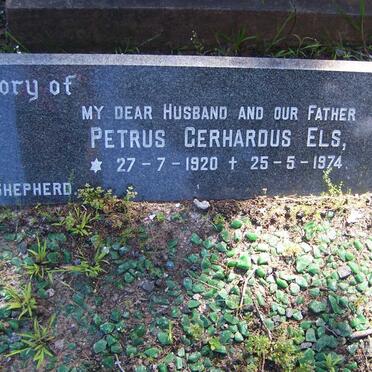 ory of
My dear Husband and our Father
Petrus Gerhardus Els,
✶ 27-7-1920 ✝ 25-5-1974
Shepherd.